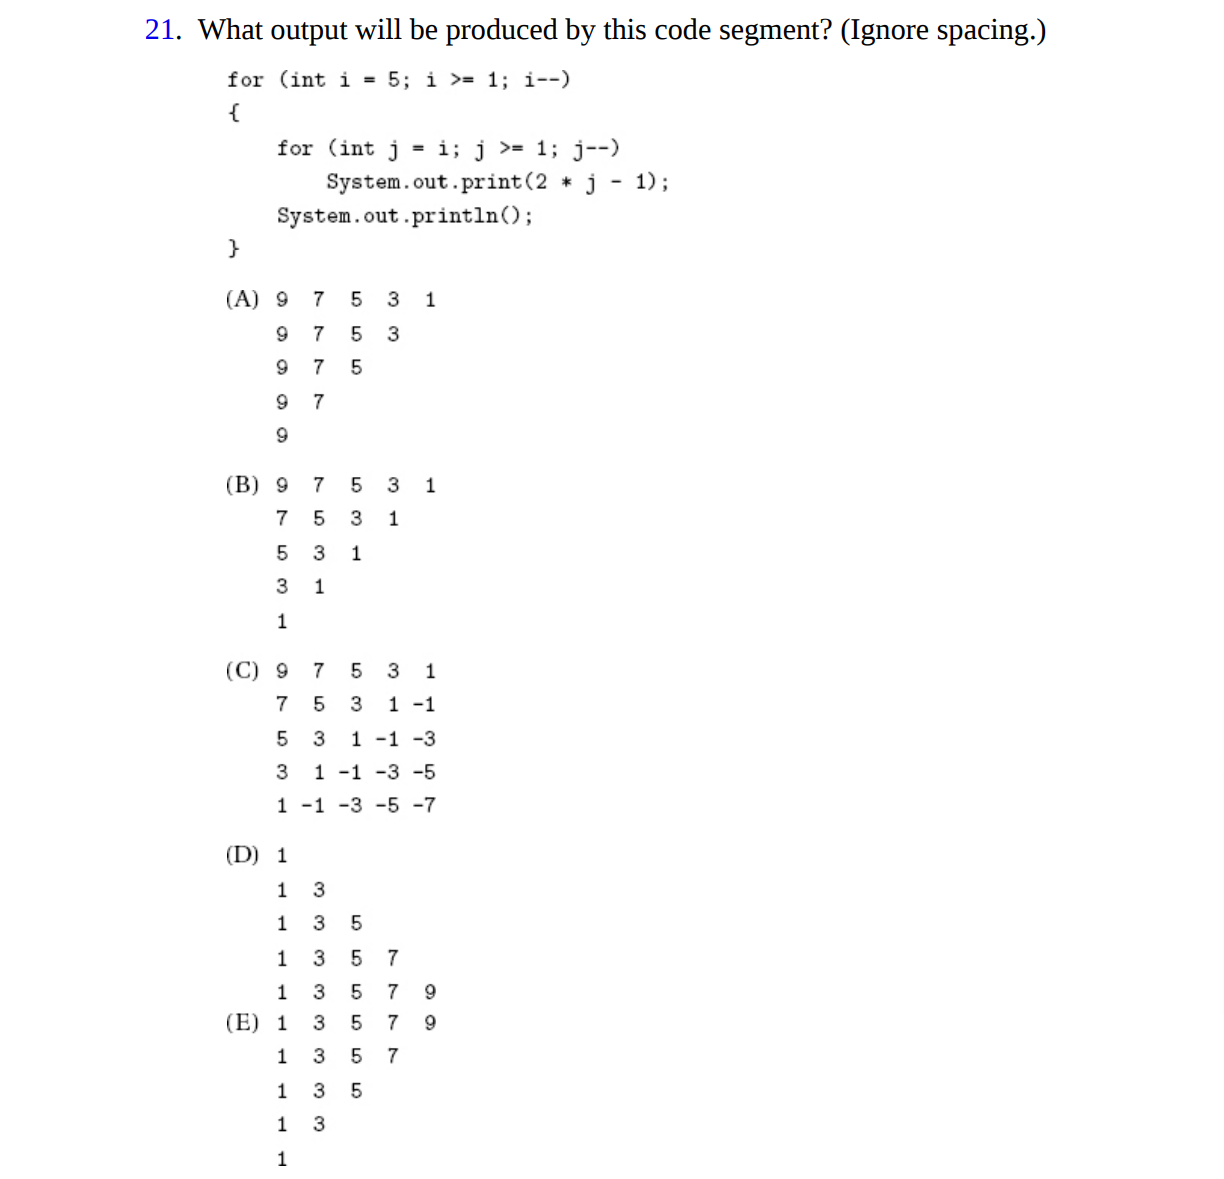 21. What output will be produced by this code segment? (Ignore spacing.)
for (int i = 5; i >= 1; i--)
{
    for (int j = i; j >= 1; j--)
        System.out.print(2 * j - 1);
    System.out.println();
}
(A) 9 7 5 3 1
9 7 5 3
9 7 5
9 7
9
(B) 9 7 5 3 1
7 5 3 1
5 3 1
3 1
1
(C) 9 7 5 3 1
7 5 3 1 -1
5 3 1 -1 -3
3 1 -1 -3 -5
1 -1 -3 -5 -7
(D) 1
1 3
1 3 5
1 3 5 7
1 3 5 7 9
(E) 1 3 5 7 9
1 3 5 7
1 3 5
1 3
1